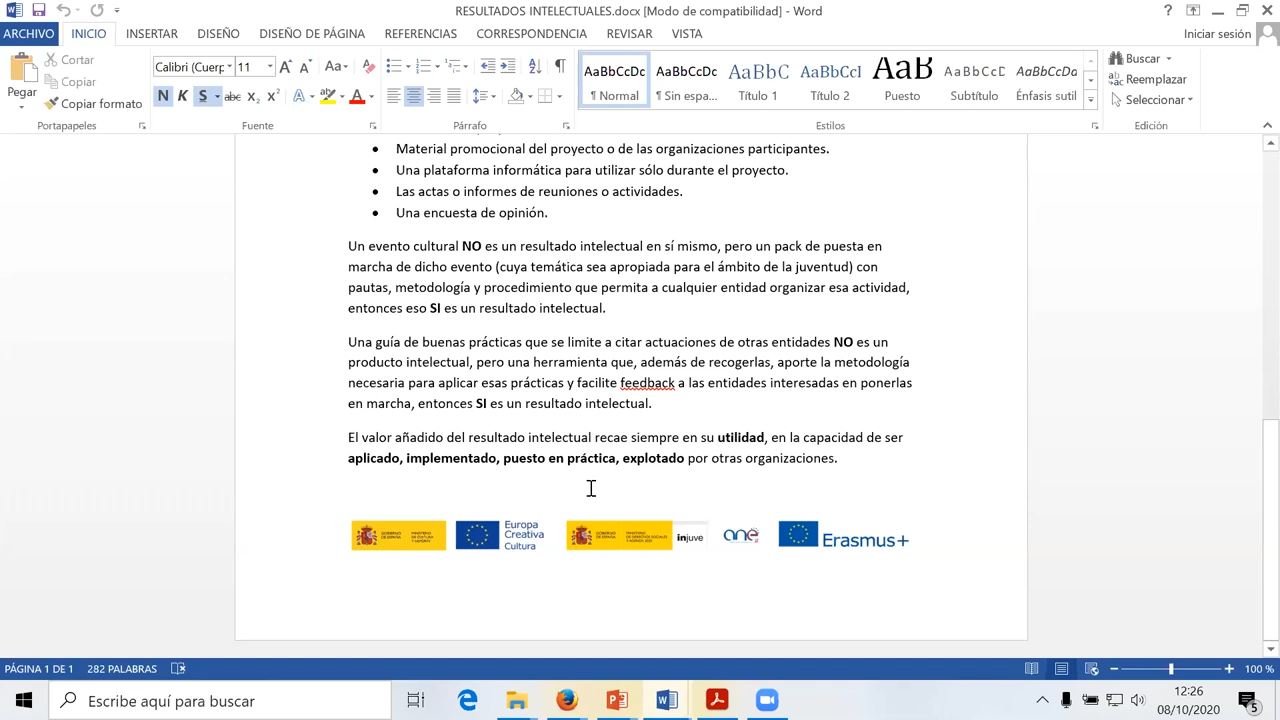 RESULTADOS INTELECTUALES.docx [Modo de compatibilidad] - Word
ARCHIVO INICIO INSERTAR DISEÑO DISEÑO DE PÁGINA REFERENCIAS CORRESPONDENCIA REVISAR VISTA Iniciar sesión
Pegar
Cortar
Copiar
Copiar formato
Portapapeles
Calibri (Cuerp 11
N K S abc X₂ X²
Fuente
Párrafo
AaBbCcDc AaBbCcDc AaBbC AaBbCcI AaB AaBbCcD AaBbCcDa
¶ Normal ¶ Sin espa... Título 1 Título 2 Puesto Subtítulo Énfasis sutil
Estilos
Buscar
Reemplazar
Seleccionar
Edición
• Material promocional del proyecto o de las organizaciones participantes.
• Una plataforma informática para utilizar sólo durante el proyecto.
• Las actas o informes de reuniones o actividades.
• Una encuesta de opinión.
Un evento cultural NO es un resultado intelectual en sí mismo, pero un pack de puesta en
marcha de dicho evento (cuya temática sea apropiada para el ámbito de la juventud) con
pautas, metodología y procedimiento que permita a cualquier entidad organizar esa actividad,
entonces eso SI es un resultado intelectual.
Una guía de buenas prácticas que se limite a citar actuaciones de otras entidades NO es un
producto intelectual, pero una herramienta que, además de recogerlas, aporte la metodología
necesaria para aplicar esas prácticas y facilite feedback a las entidades interesadas en ponerlas
en marcha, entonces SI es un resultado intelectual.
El valor añadido del resultado intelectual recae siempre en su utilidad, en la capacidad de ser
aplicado, implementado, puesto en práctica, explotado por otras organizaciones.
Europa
Creativa
Cultura
injuve
Erasmus+
PÁGINA 1 DE 1 282 PALABRAS 100 %
Escribe aquí para buscar
12:26
08/10/2020
5